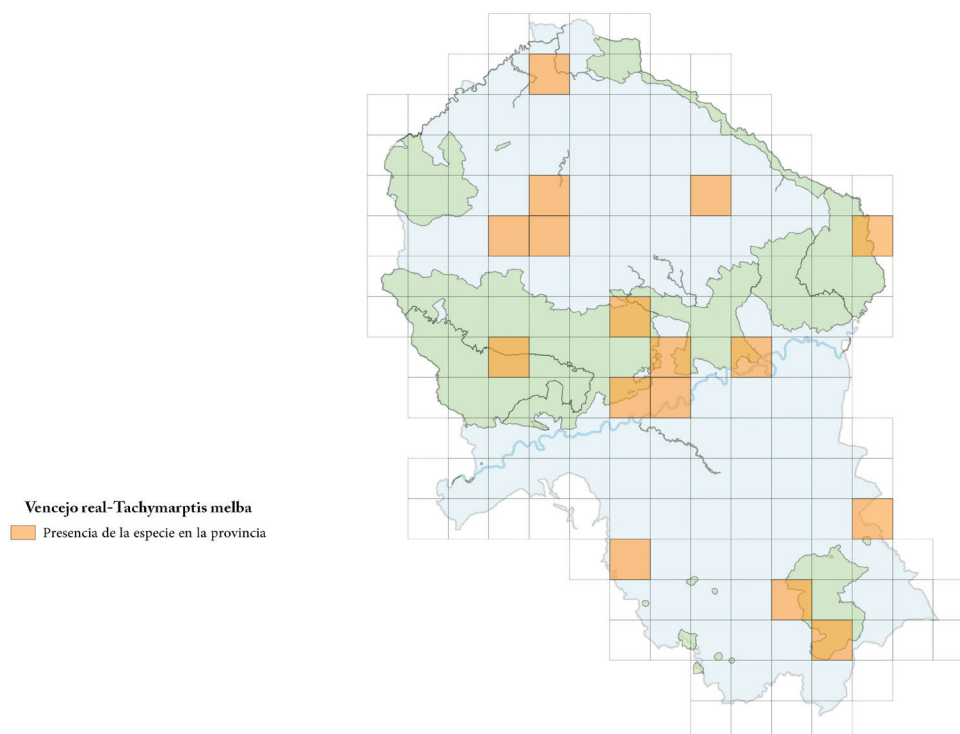 Vencejo real-Tachymarptis melba
Presencia de la especie en la provincia